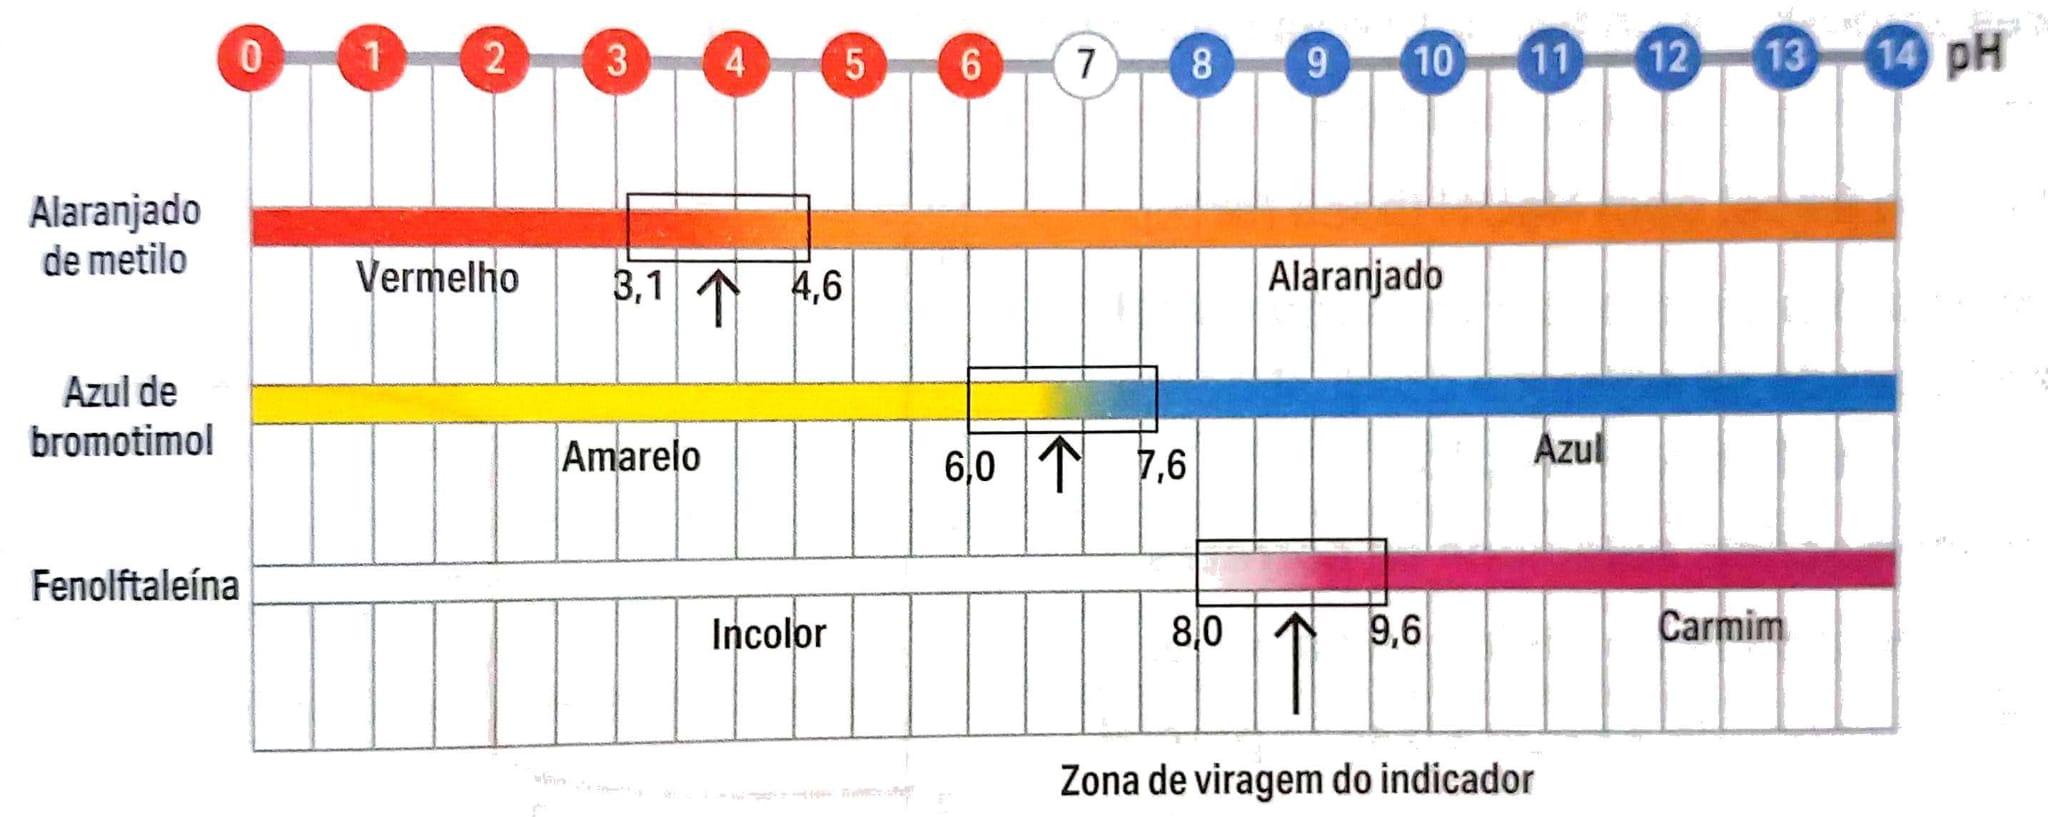 0 1 2 3 4 5 6 7 8 9 10 11 12 13 14 pH
Alaranjado
de metilo
Vermelho
3,1
4,6
Alaranjado
Azul de
bromotimol
Amarelo
6,0
7,6
Azul
Fenolftaleína
Incolor
8,0
9,6
Carmim
Zona de viragem do indicador